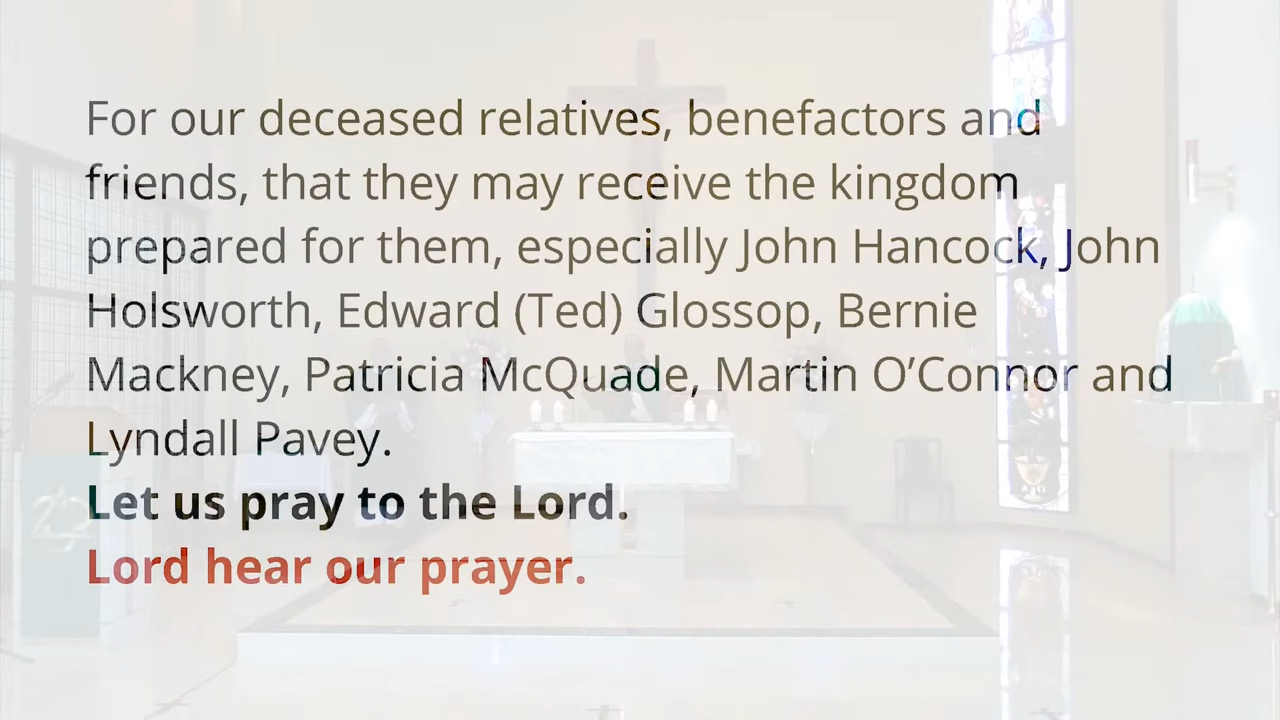 For our deceased relatives, benefactors and
friends, that they may receive the kingdom
prepared for them, especially John Hancock, John
Holsworth, Edward (Ted) Glossop, Bernie
Mackney, Patricia McQuade, Martin O’Connor and
Lyndall Pavey.
Let us pray to the Lord.
Lord hear our prayer.